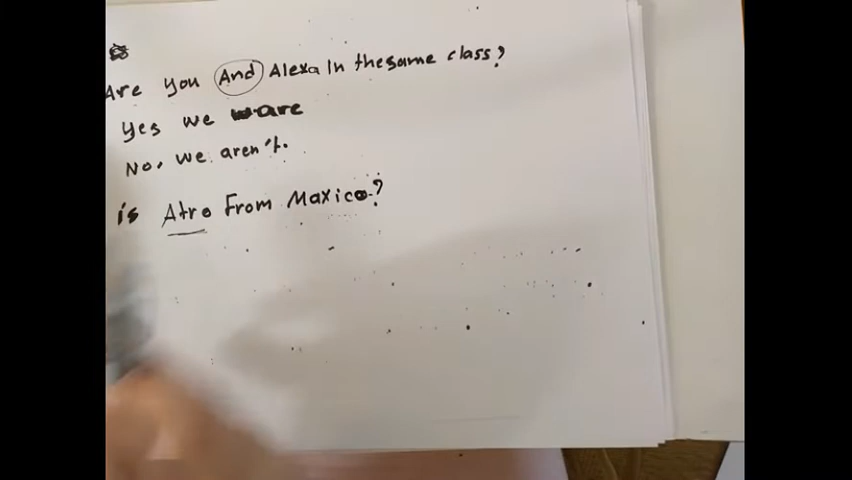 Are you And Alexa In the same class?
Yes we are
No, we aren't.
is Atro From Maxico?